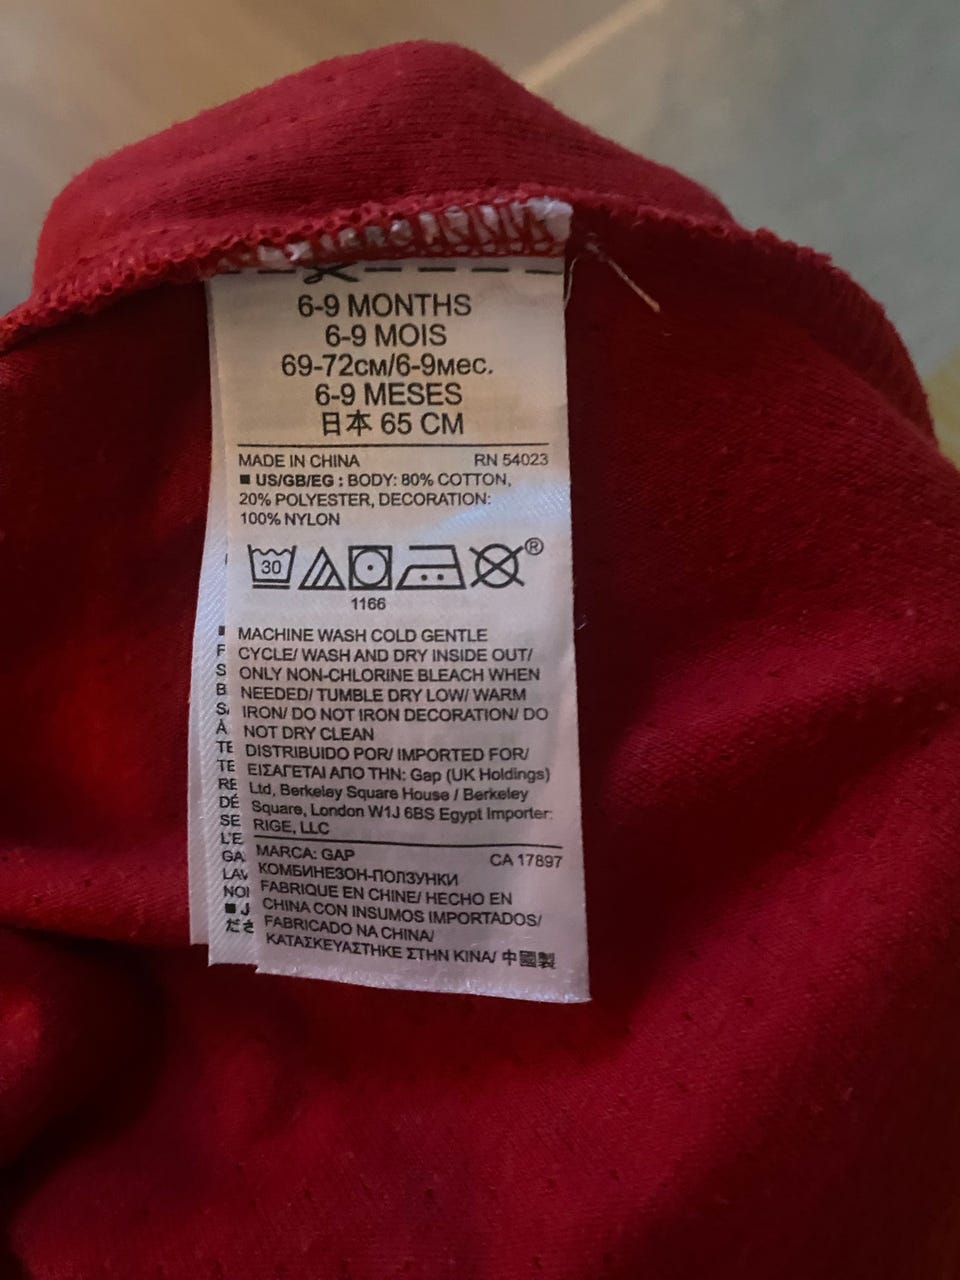 6-9 MONTHS
6-9 MOIS
69-72см/6-9мес.
6-9 MESES
日本 65 CM
MADE IN CHINA RN 54023
■ US/GB/EG : BODY: 80% COTTON,
20% POLYESTER, DECORATION:
100% NYLON
30 ®
1166
MACHINE WASH COLD GENTLE
CYCLE/ WASH AND DRY INSIDE OUT/
ONLY NON-CHLORINE BLEACH WHEN
NEEDED/ TUMBLE DRY LOW/ WARM
IRON/ DO NOT IRON DECORATION/ DO
NOT DRY CLEAN
DISTRIBUIDO POR/ IMPORTED FOR/
ΕΙΣΑΓΕΤΑΙ ΑΠΟ ΤΗΝ: Gap (UK Holdings)
Ltd, Berkeley Square House / Berkeley
Square, London W1J 6BS Egypt Importer:
RIGE, LLC
MARCA: GAP CA 17897
КОМБИНЕЗОН-ПОЛЗУНКИ
FABRIQUE EN CHINE/ HECHO EN
CHINA CON INSUMOS IMPORTADOS/
FABRICADO NA CHINA/
ΚΑΤΑΣΚΕΥΑΣΤΗΚΕ ΣΤΗΝ ΚΙΝΑ/ 中國製